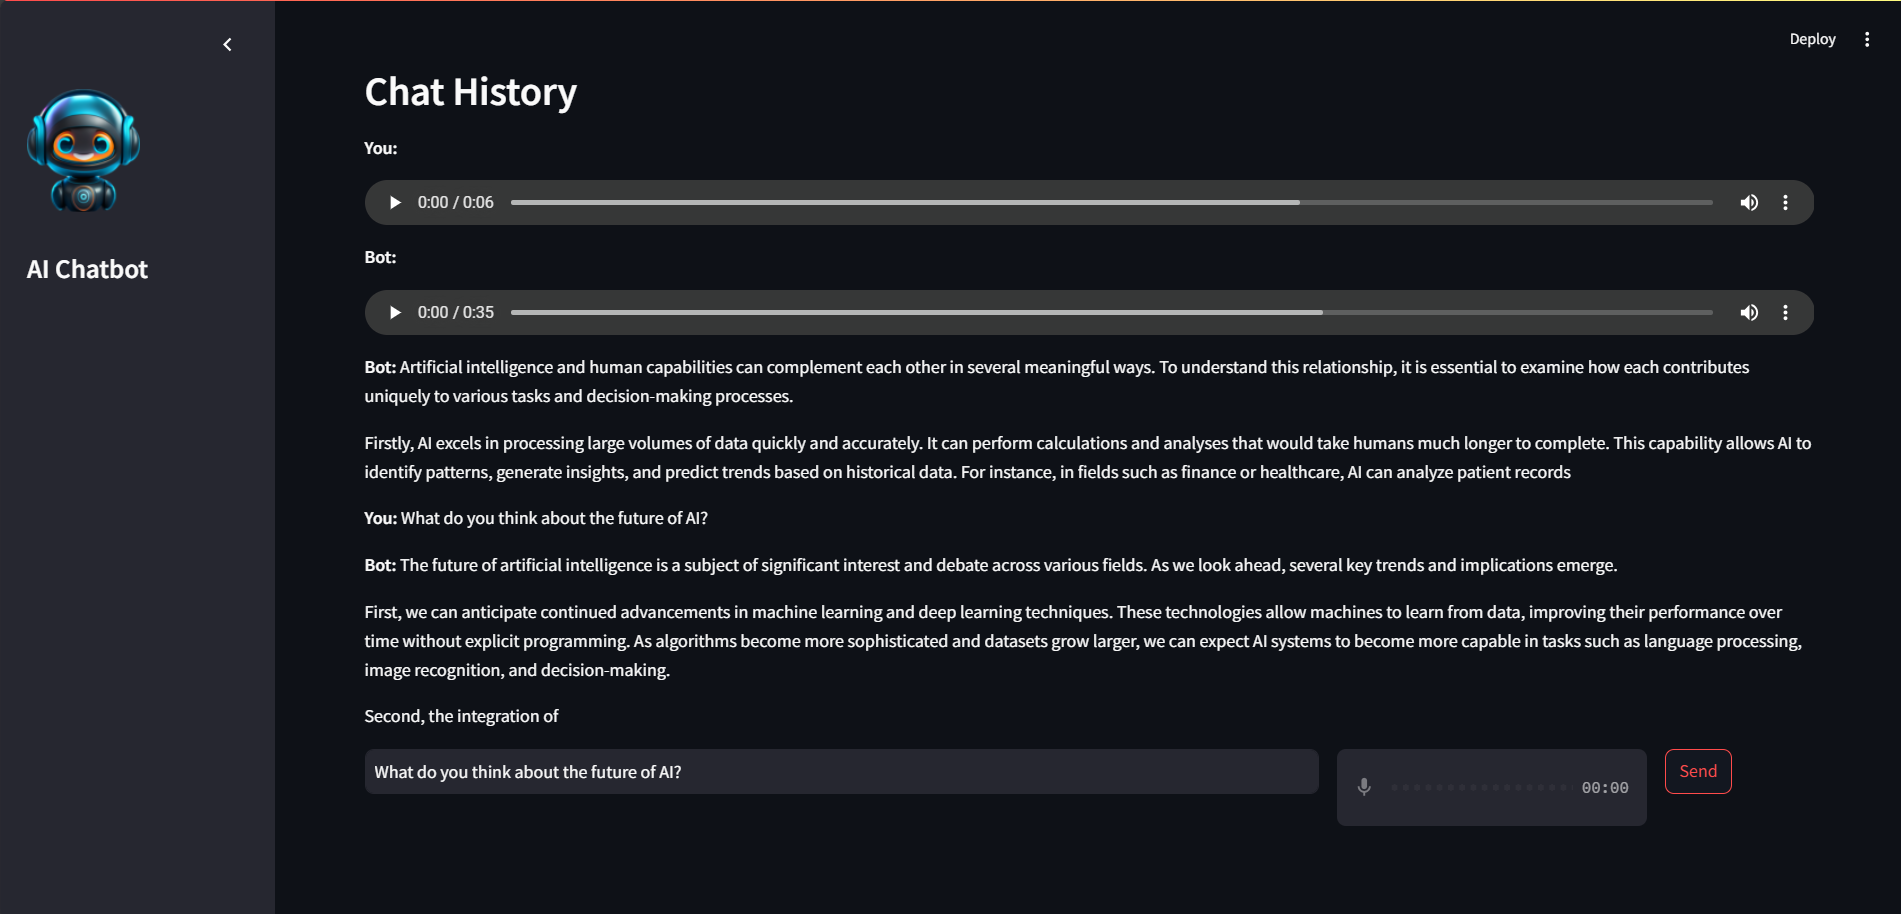 Deploy
AI Chatbot
Chat History
You:
0:00 / 0:06
Bot:
0:00 / 0:35
Bot: Artificial intelligence and human capabilities can complement each other in several meaningful ways. To understand this relationship, it is essential to examine how each contributes
uniquely to various tasks and decision-making processes.
Firstly, AI excels in processing large volumes of data quickly and accurately. It can perform calculations and analyses that would take humans much longer to complete. This capability allows AI to
identify patterns, generate insights, and predict trends based on historical data. For instance, in fields such as finance or healthcare, AI can analyze patient records
You: What do you think about the future of AI?
Bot: The future of artificial intelligence is a subject of significant interest and debate across various fields. As we look ahead, several key trends and implications emerge.
First, we can anticipate continued advancements in machine learning and deep learning techniques. These technologies allow machines to learn from data, improving their performance over
time without explicit programming. As algorithms become more sophisticated and datasets grow larger, we can expect AI systems to become more capable in tasks such as language processing,
image recognition, and decision-making.
Second, the integration of
What do you think about the future of AI?
00:00
Send